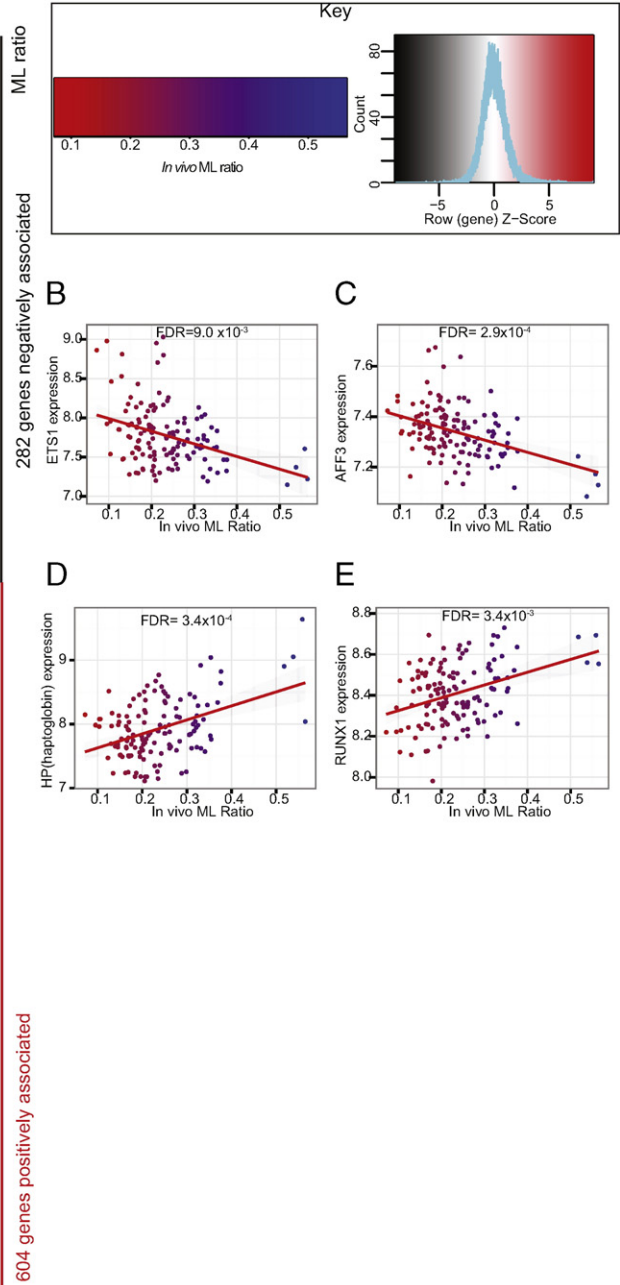 ML ratio
282 genes negatively associated
604 genes positively associated
Key
0.1 0.2 0.3 0.4 0.5
In vivo ML ratio
Count
80
40
0
−5 0 5
Row (gene) Z−Score
B
FDR=9.0 x10-3
ETS1 expression
9.0
8.5
8.0
7.5
7.0
0.1 0.2 0.3 0.4 0.5
In vivo ML Ratio
C
FDR= 2.9x10-4
AFF3 expression
7.6
7.4
7.2
0.1 0.2 0.3 0.4 0.5
In vivo ML Ratio
D
FDR= 3.4x10-4
HP(haptoglobin) expression
9
8
7
0.1 0.2 0.3 0.4 0.5
In vivo ML Ratio
E
FDR= 3.4x10-3
RUNX1 expression
8.8
8.6
8.4
8.2
8.0
0.1 0.2 0.3 0.4 0.5
In vivo ML Ratio